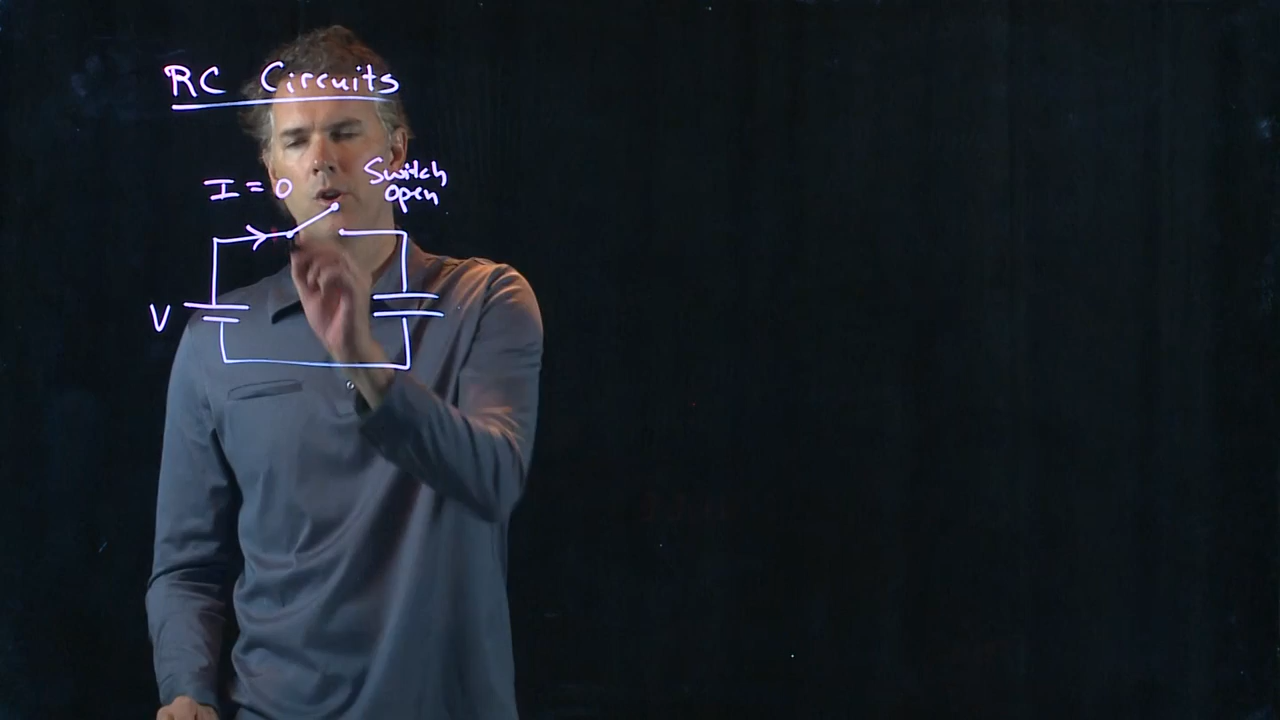 RC Circuits
I = 0
Switch
open
V